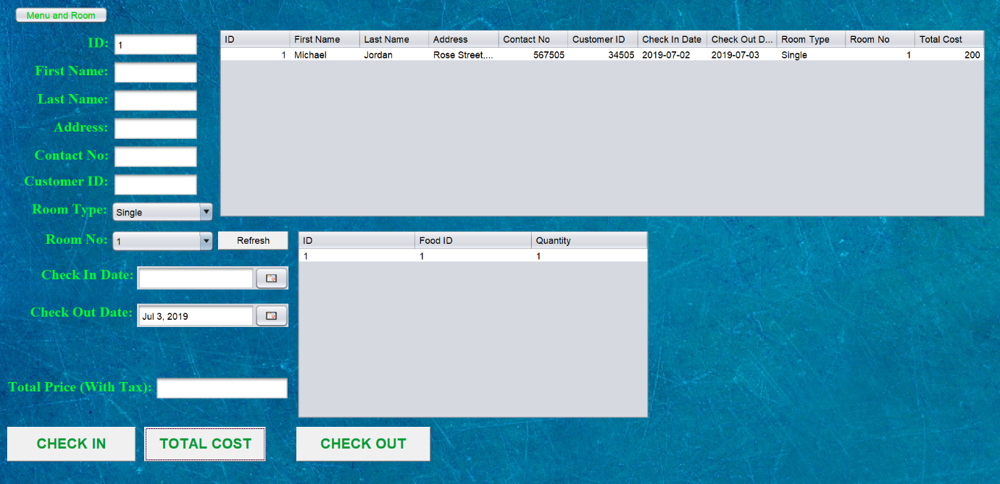 Menu and Room
ID: 1
First Name:
Last Name:
Address:
Contact No:
Customer ID:
Room Type: Single
Room No: 1 Refresh
Check In Date:
Check Out Date: Jul 3, 2019
Total Price (With Tax):
ID First Name Last Name Address Contact No Customer ID Check In Date Check Out D... Room Type Room No Total Cost
1 Michael Jordan Rose Street,... 567505 34505 2019-07-02 2019-07-03 Single 1 200
ID Food ID Quantity
1 1 1
CHECK IN TOTAL COST CHECK OUT